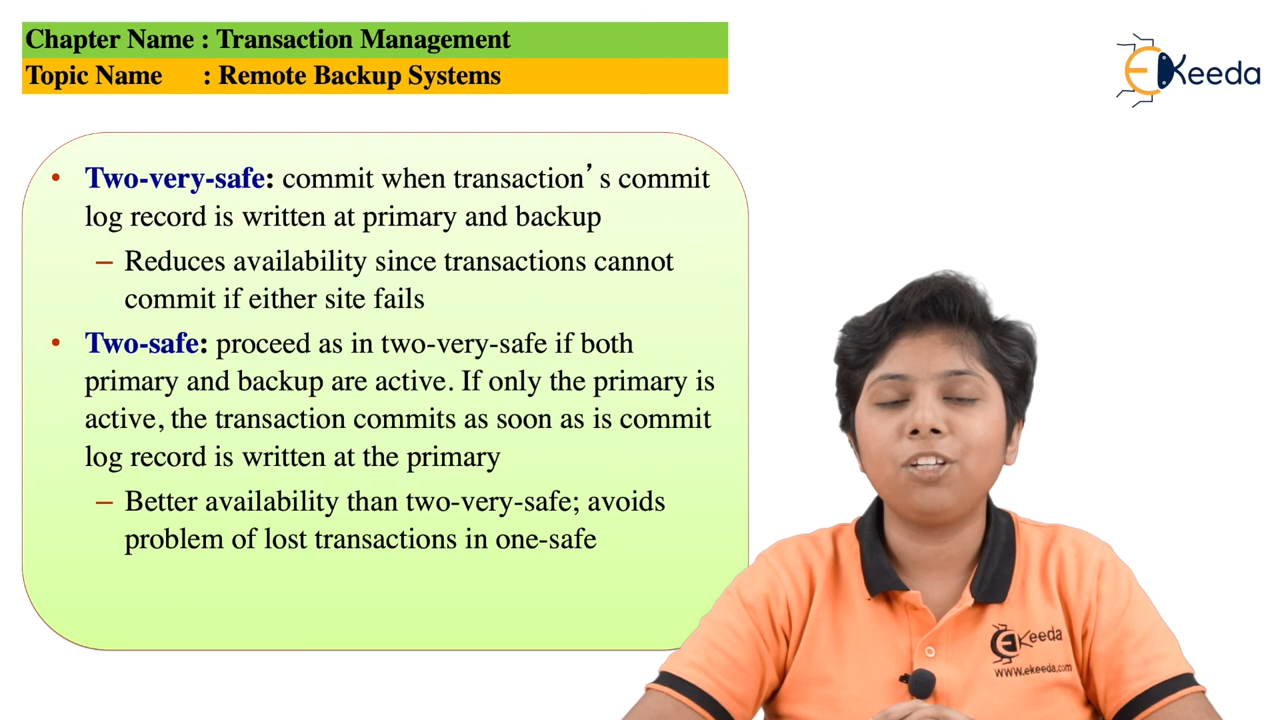 Chapter Name : Transaction Management
Topic Name : Remote Backup Systems
EKeeda
• Two-very-safe: commit when transaction’s commit
log record is written at primary and backup
– Reduces availability since transactions cannot
commit if either site fails
• Two-safe: proceed as in two-very-safe if both
primary and backup are active. If only the primary is
active, the transaction commits as soon as is commit
log record is written at the primary
– Better availability than two-very-safe; avoids
problem of lost transactions in one-safe
EKeeda
www.ekeeda.com